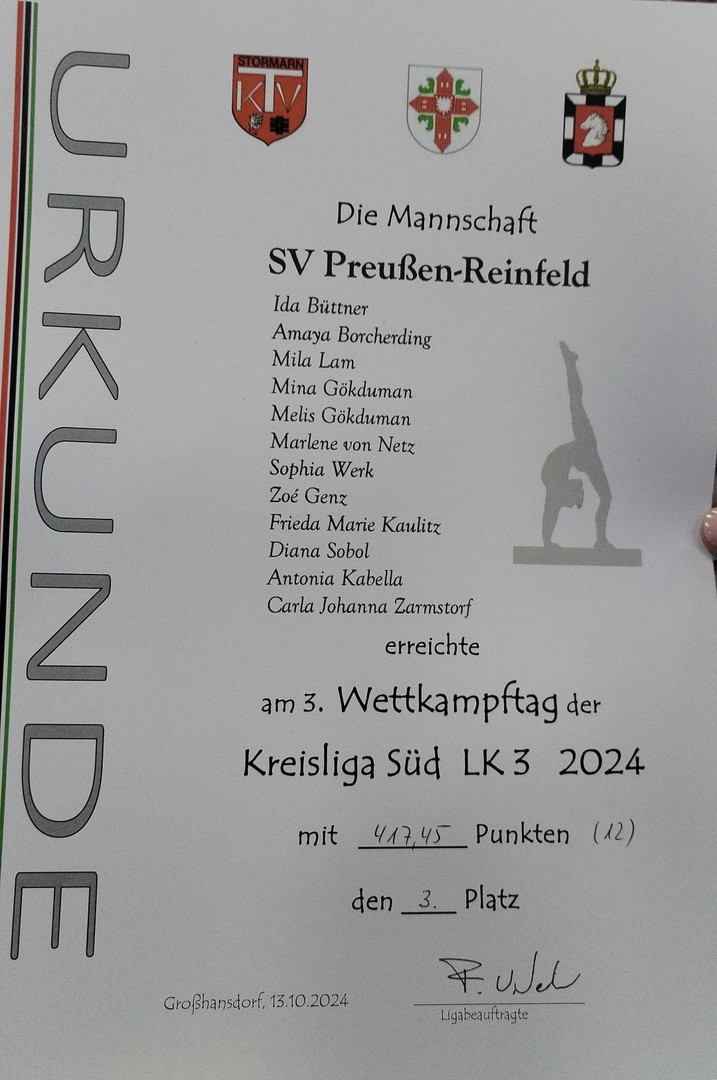 URKUNDE
STORMARN
KTV
Die Mannschaft
SV Preußen-Reinfeld
Ida Büttner
Amaya Borcherding
Mila Lam
Mina Gökduman
Melis Gökduman
Marlene von Netz
Sophia Werk
Zoé Genz
Frieda Marie Kaulitz
Diana Sobol
Antonia Kabella
Carla Johanna Zarmstorf
erreichte
am 3. Wettkampftag der
Kreisliga Süd LK 3 2024
mit 417,45 Punkten (12)
den 3. Platz
Großhansdorf, 13.10.2024
Ligabeauftragte